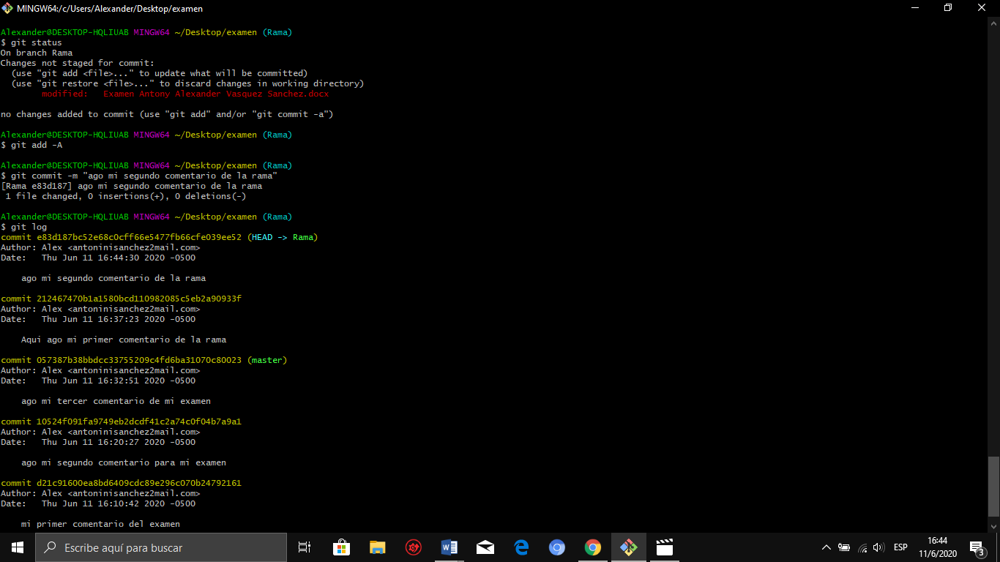 MINGW64:/c/Users/Alexander/Desktop/examen
Alexander@DESKTOP-HQLIUAB MINGW64 ~/Desktop/examen (Rama)
$ git status
On branch Rama
Changes not staged for commit:
  (use "git add <file>..." to update what will be committed)
  (use "git restore <file>..." to discard changes in working directory)
        modified:   Examen Antony Alexander Vasquez Sanchez.docx
no changes added to commit (use "git add" and/or "git commit -a")
Alexander@DESKTOP-HQLIUAB MINGW64 ~/Desktop/examen (Rama)
$ git add -A
Alexander@DESKTOP-HQLIUAB MINGW64 ~/Desktop/examen (Rama)
$ git commit -m "ago mi segundo comentario de la rama"
[Rama e83d187] ago mi segundo comentario de la rama
 1 file changed, 0 insertions(+), 0 deletions(-)
Alexander@DESKTOP-HQLIUAB MINGW64 ~/Desktop/examen (Rama)
$ git log
commit e83d187bc52e68c0cff66e5477fb66cfe039ee52 (HEAD -> Rama)
Author: Alex <antoninisanchez2mail.com>
Date:   Thu Jun 11 16:44:30 2020 -0500
    ago mi segundo comentario de la rama
commit 212467470b1a1580bcd110982085c5eb2a90933f
Author: Alex <antoninisanchez2mail.com>
Date:   Thu Jun 11 16:37:23 2020 -0500
    Aqui ago mi primer comentario de la rama
commit 057387b38bbdcc33755209c4fd6ba31070c80023 (master)
Author: Alex <antoninisanchez2mail.com>
Date:   Thu Jun 11 16:32:51 2020 -0500
    ago mi tercer comentario de mi examen
commit 10524f091fa9749eb2dcdf41c2a74c0f04b7a9a1
Author: Alex <antoninisanchez2mail.com>
Date:   Thu Jun 11 16:20:27 2020 -0500
    ago mi segundo comentario para mi examen
commit d21c91600ea8bd6409cdc89e296c070b24792161
Author: Alex <antoninisanchez2mail.com>
Date:   Thu Jun 11 16:10:42 2020 -0500
    mi primer comentario del examen
Escribe aquí para buscar
ESP
16:44
11/6/2020
3